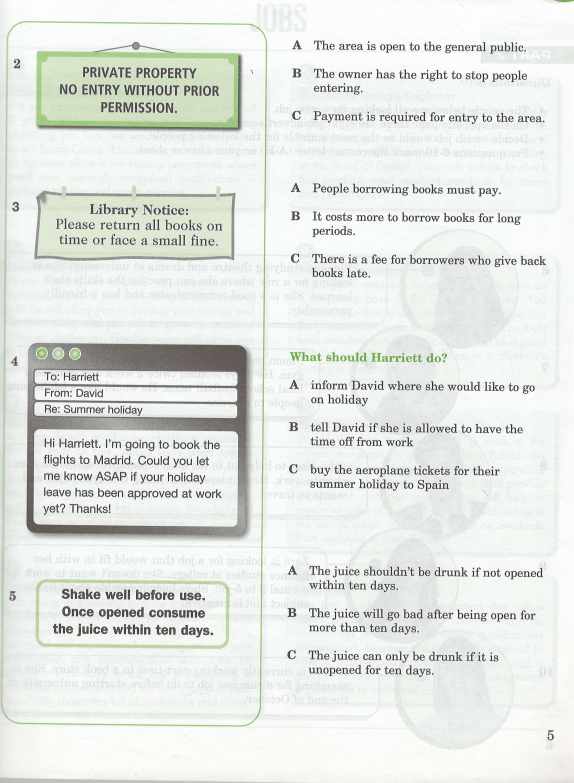 2
PRIVATE PROPERTY
NO ENTRY WITHOUT PRIOR
PERMISSION.
A The area is open to the general public.
B The owner has the right to stop people
entering.
C Payment is required for entry to the area.
3
Library Notice:
Please return all books on
time or face a small fine.
A People borrowing books must pay.
B It costs more to borrow books for long
periods.
C There is a fee for borrowers who give back
books late.
4
To: Harriett
From: David
Re: Summer holiday
Hi Harriett. I'm going to book the
flights to Madrid. Could you let
me know ASAP if your holiday
leave has been approved at work
yet? Thanks!
What should Harriett do?
A inform David where she would like to go
on holiday
B tell David if she is allowed to have the
time off from work
C buy the aeroplane tickets for their
summer holiday to Spain
5
Shake well before use.
Once opened consume
the juice within ten days.
A The juice shouldn't be drunk if not opened
within ten days.
B The juice will go bad after being open for
more than ten days.
C The juice can only be drunk if it is
unopened for ten days.
5